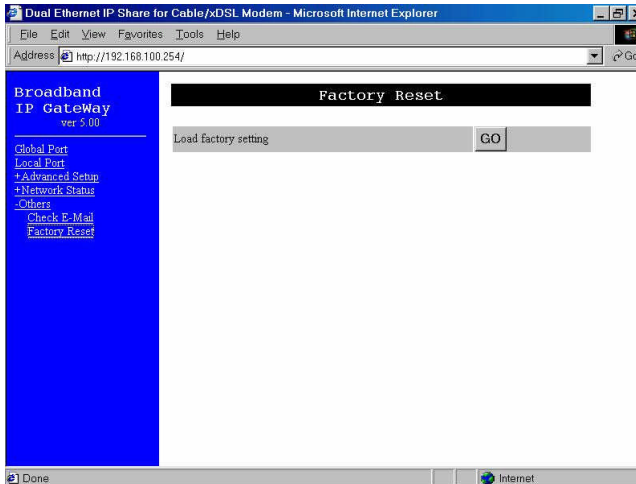 Dual Ethernet IP Share for Cable/xDSL Modem - Microsoft Internet Explorer
File Edit View Favorites Tools Help
Address http://192.168.100.254/ Go
Broadband
IP GateWay
ver 5.00
Global Port
Local Port
+Advanced Setup
+Network Status
-Others
Check E-Mail
Factory Reset
Factory Reset
Load factory setting GO
Done Internet